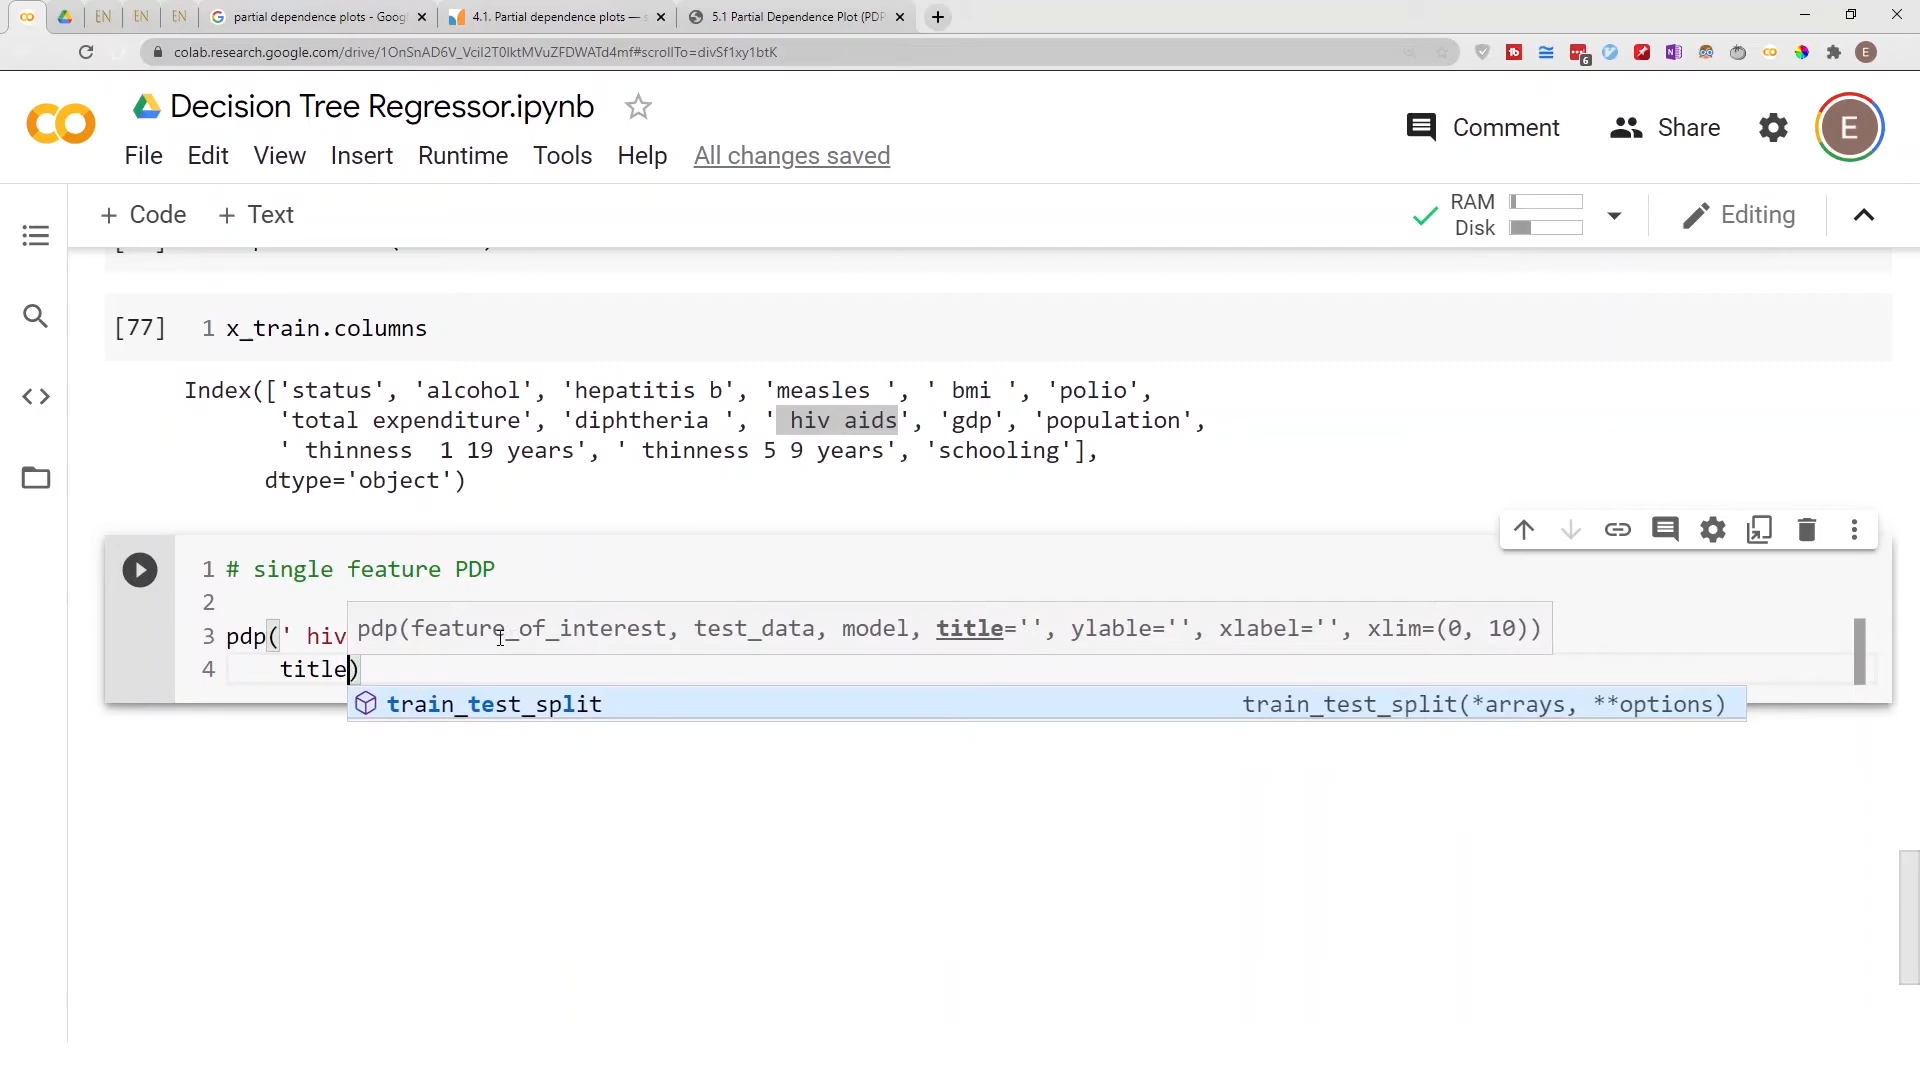 EN
EN
EN
partial dependence plots - Goog
4.1. Partial dependence plots — s
5.1 Partial Dependence Plot (PDP
colab.research.google.com/drive/1OnSnAD6V_Vcil2T0lktMVuZFDWATd4mf#scrollTo=divSf1xy1btK
6
E
CO
Decision Tree Regressor.ipynb
Comment
Share
E
File Edit View Insert Runtime Tools Help All changes saved
+ Code + Text
RAM
Disk
Editing
[77] 1 x_train.columns
Index(['status', 'alcohol', 'hepatitis b', 'measles ', ' bmi ', 'polio',
'total expenditure', 'diphtheria ', ' hiv aids', 'gdp', 'population',
' thinness  1 19 years', ' thinness 5 9 years', 'schooling'],
dtype='object')
1 # single feature PDP
2
3 pdp(' hiv
pdp(feature_of_interest, test_data, model, title='', ylable='', xlabel='', xlim=(0, 10))
4 title)
train_test_split train_test_split(*arrays, **options)